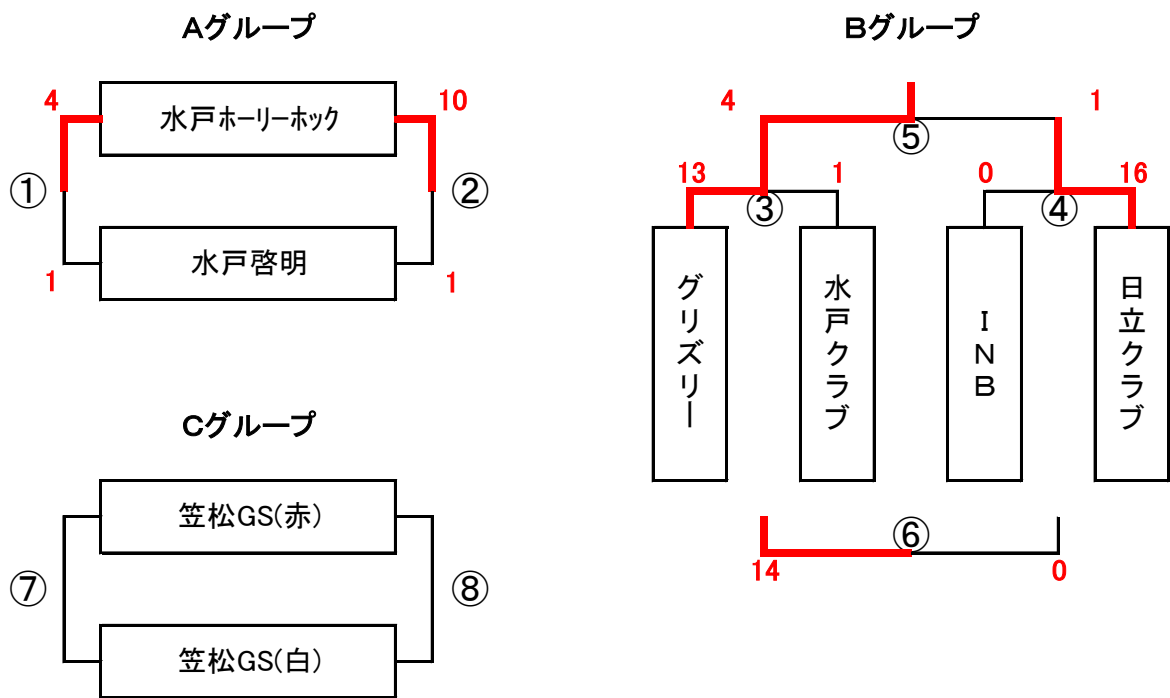 Aグループ
4
水戸ホーリーホック
10
①
②
1
水戸啓明
1
Cグループ
笠松GS(赤)
⑦
⑧
笠松GS(白)
Bグループ
4
1
⑤
13
1
0
16
③
④
グリズリー
水戸クラブ
INB
日立クラブ
⑥
14
0